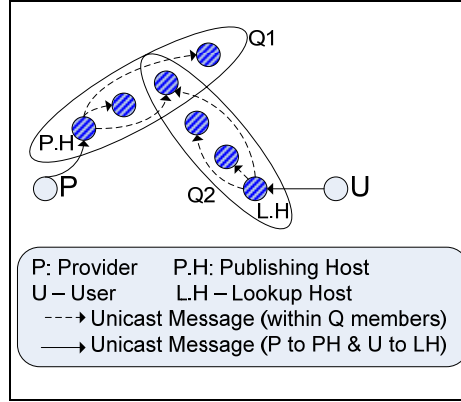 Q1
P.H
P
Q2
L.H
U
P: Provider P.H: Publishing Host
U – User L.H – Lookup Host
Unicast Message (within Q members)
Unicast Message (P to PH & U to LH)